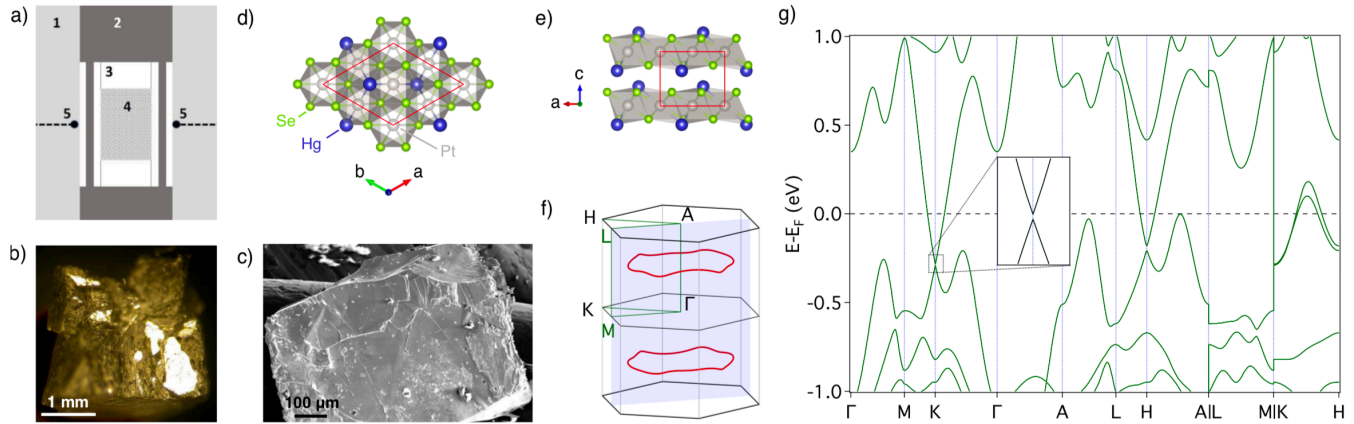 a)
1
2
3
4
5
5
b)
1 mm
c)
100 µm
d)
Se
Hg
Pt
b
a
e)
c
a
f)
H
A
L
K
Γ
M
g)
E-E_F (eV)
1.0
0.5
0.0
-0.5
-1.0
Γ M K Γ A L H A|L M|K H